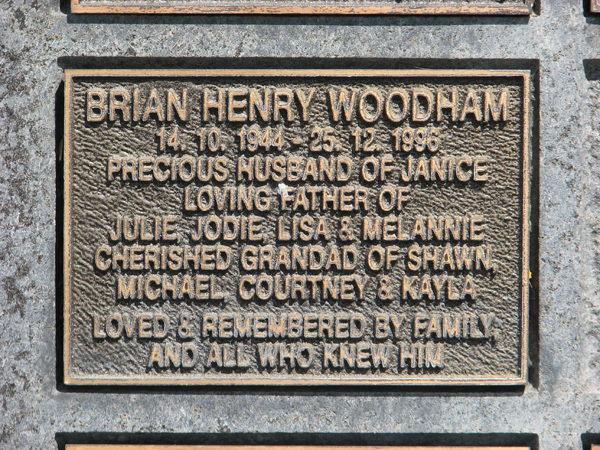 BRIAN HENRY WOODHAM
14. 10. 1944 - 25. 12. 1996
PRECIOUS HUSBAND OF JANICE
LOVING FATHER OF
JULIE, JODIE, LISA & MELANNIE
CHERISHED GRANDAD OF SHAWN,
MICHAEL, COURTNEY & KAYLA
LOVED & REMEMBERED BY FAMILY,
AND ALL WHO KNEW HIM